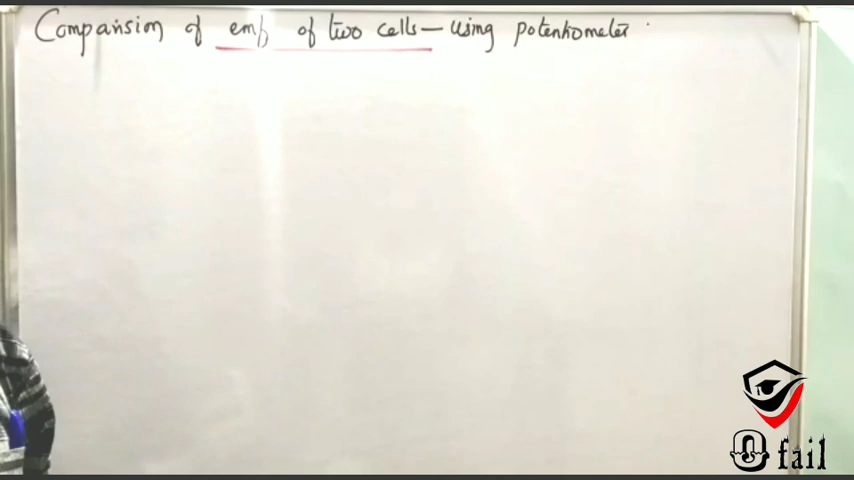 Comparision of emf of two cells — using potentiometer
0 fail